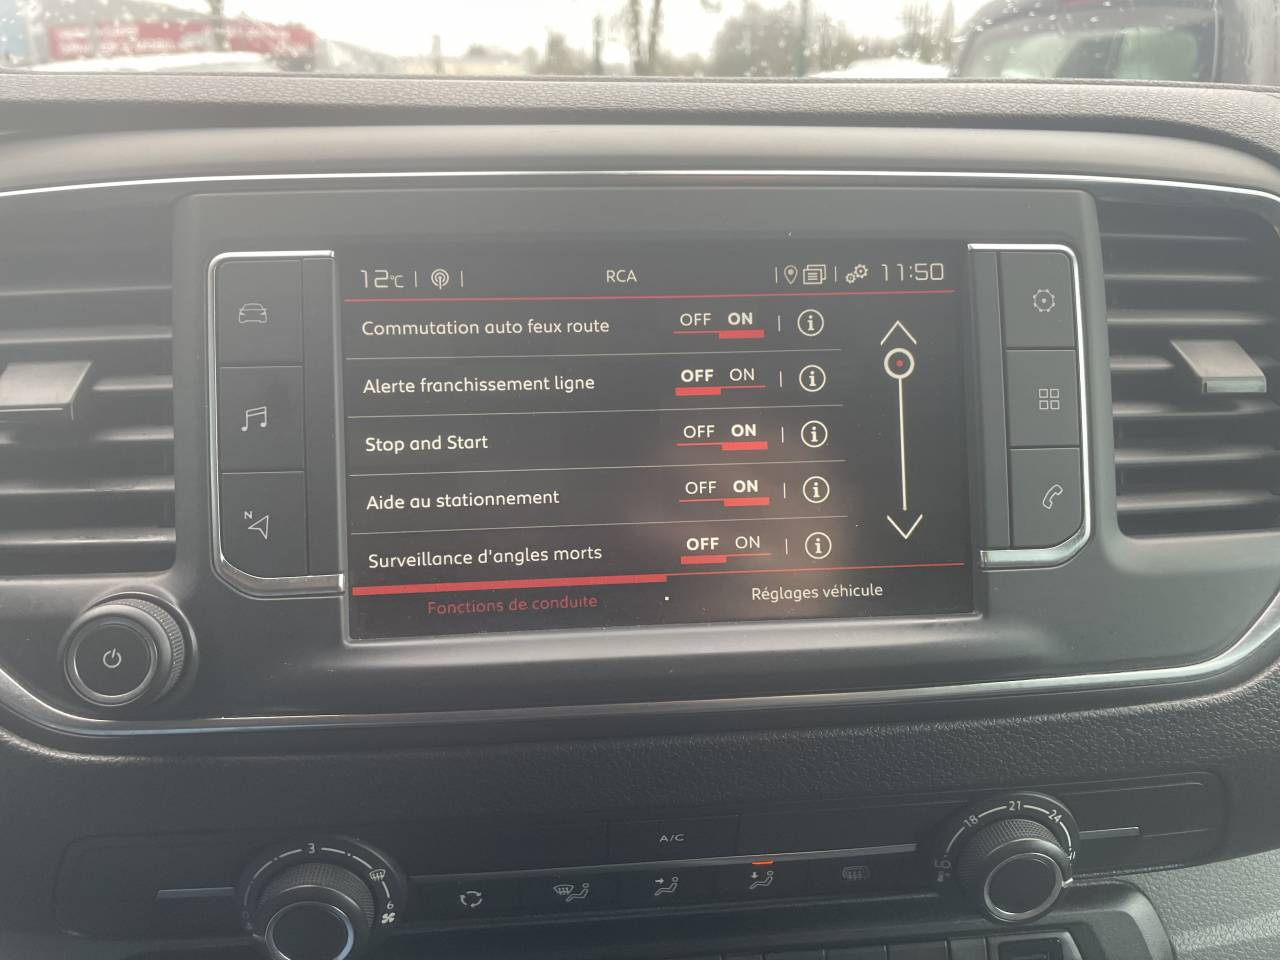 12°C RCA 11:50
Commutation auto feux route OFF ON i
Alerte franchissement ligne OFF ON i
Stop and Start OFF ON i
Aide au stationnement OFF ON i
Surveillance d'angles morts OFF ON i
Fonctions de conduite Réglages véhicule
N
A/C
3
6
18 21 24